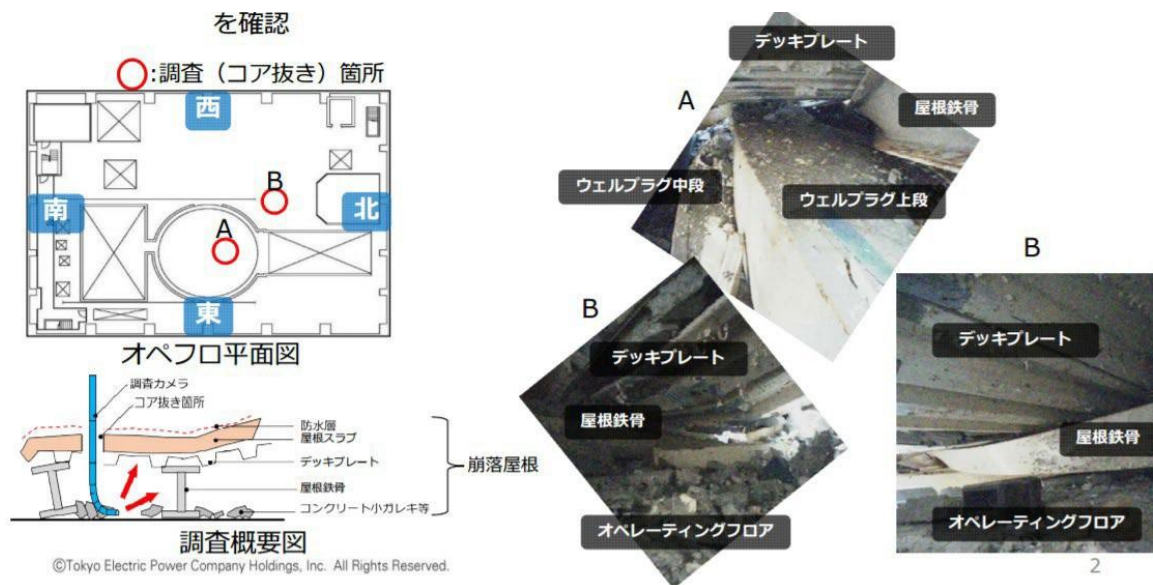 を確認
:調査（コア抜き）箇所
西
B
南
北
A
東
オペフロ平面図
調査カメラ
コア抜き箇所
防水層
屋根スラブ
デッキプレート
屋根鉄骨
コンクリート小ガレキ等
崩落屋根
調査概要図
©Tokyo Electric Power Company Holdings, Inc. All Rights Reserved.
デッキプレート
A
屋根鉄骨
ウェルプラグ中段
ウェルプラグ上段
B
デッキプレート
屋根鉄骨
オペレーティングフロア
B
デッキプレート
屋根鉄骨
オペレーティングフロア
2